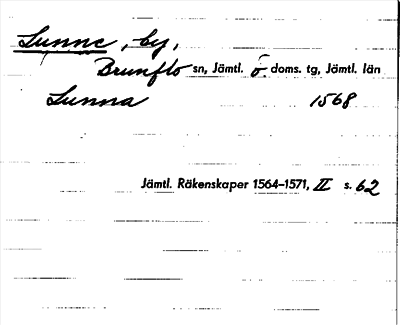 Lunne, by,
Brunflo sn, Jämtl. ö doms. tg, Jämtl. län
Lunna 1568
Jämtl. Räkenskaper 1564–1571, II s. 62